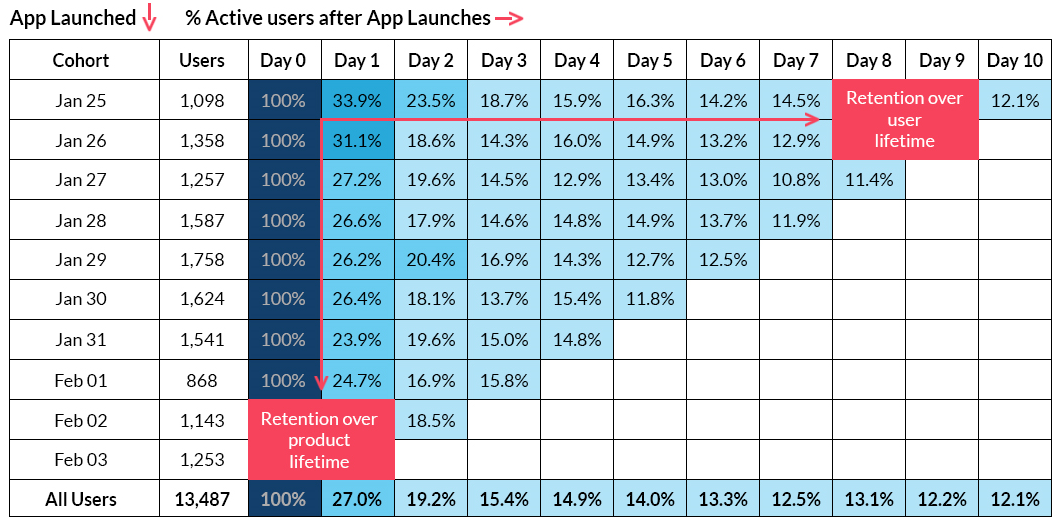 App Launched % Active users after App Launches
Cohort Users Day 0 Day 1 Day 2 Day 3 Day 4 Day 5 Day 6 Day 7 Day 8 Day 9 Day 10
Jan 25 1,098 100% 33.9% 23.5% 18.7% 15.9% 16.3% 14.2% 14.5% 12.1%
Retention over
user
lifetime
Jan 26 1,358 100% 31.1% 18.6% 14.3% 16.0% 14.9% 13.2% 12.9%
Jan 27 1,257 100% 27.2% 19.6% 14.5% 12.9% 13.4% 13.0% 10.8% 11.4%
Jan 28 1,587 100% 26.6% 17.9% 14.6% 14.8% 14.9% 13.7% 11.9%
Jan 29 1,758 100% 26.2% 20.4% 16.9% 14.3% 12.7% 12.5%
Jan 30 1,624 100% 26.4% 18.1% 13.7% 15.4% 11.8%
Jan 31 1,541 100% 23.9% 19.6% 15.0% 14.8%
Feb 01 868 100% 24.7% 16.9% 15.8%
Feb 02 1,143 18.5%
Retention over
product
lifetime
Feb 03 1,253
All Users 13,487 100% 27.0% 19.2% 15.4% 14.9% 14.0% 13.3% 12.5% 13.1% 12.2% 12.1%